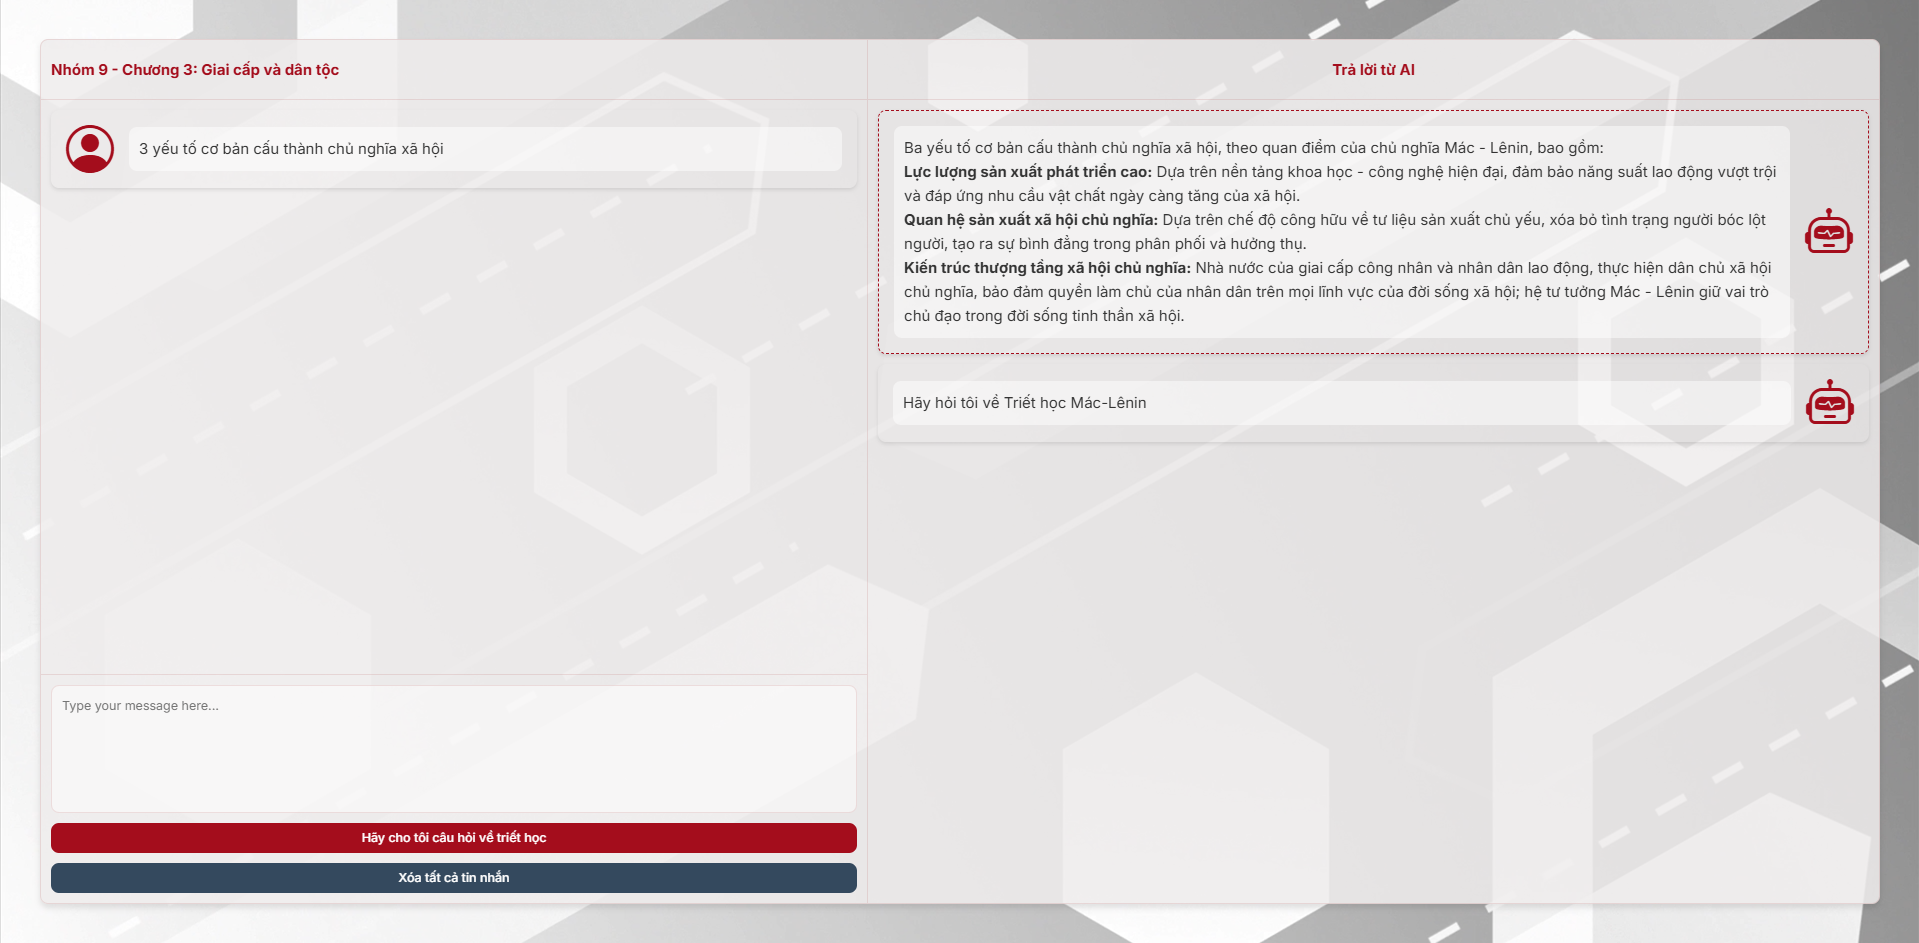 Nhóm 9 - Chương 3: Giai cấp và dân tộc
3 yếu tố cơ bản cấu thành chủ nghĩa xã hội
Type your message here...
Hãy cho tôi câu hỏi về triết học
Xóa tất cả tin nhắn
Trả lời từ AI
Ba yếu tố cơ bản cấu thành chủ nghĩa xã hội, theo quan điểm của chủ nghĩa Mác - Lênin, bao gồm:
Lực lượng sản xuất phát triển cao: Dựa trên nền tảng khoa học - công nghệ hiện đại, đảm bảo năng suất lao động vượt trội
và đáp ứng nhu cầu vật chất ngày càng tăng của xã hội.
Quan hệ sản xuất xã hội chủ nghĩa: Dựa trên chế độ công hữu về tư liệu sản xuất chủ yếu, xóa bỏ tình trạng người bóc lột
người, tạo ra sự bình đẳng trong phân phối và hưởng thụ.
Kiến trúc thượng tầng xã hội chủ nghĩa: Nhà nước của giai cấp công nhân và nhân dân lao động, thực hiện dân chủ xã hội
chủ nghĩa, bảo đảm quyền làm chủ của nhân dân trên mọi lĩnh vực của đời sống xã hội; hệ tư tưởng Mác - Lênin giữ vai trò
chủ đạo trong đời sống tinh thần xã hội.
Hãy hỏi tôi về Triết học Mác-Lênin